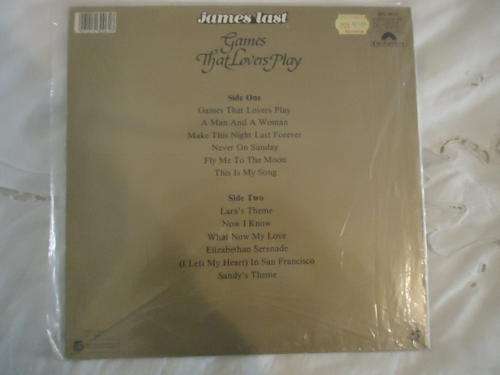 james last
Games
That Lovers Play
Side One
Games That Lovers Play
A Man And A Woman
Make This Night Last Forever
Never On Sunday
Fly Me To The Moon
This Is My Song
Side Two
Lara's Theme
Now I Know
What Now My Love
Elizabethan Serenade
(I Left My Heart) In San Francisco
Sandy's Theme